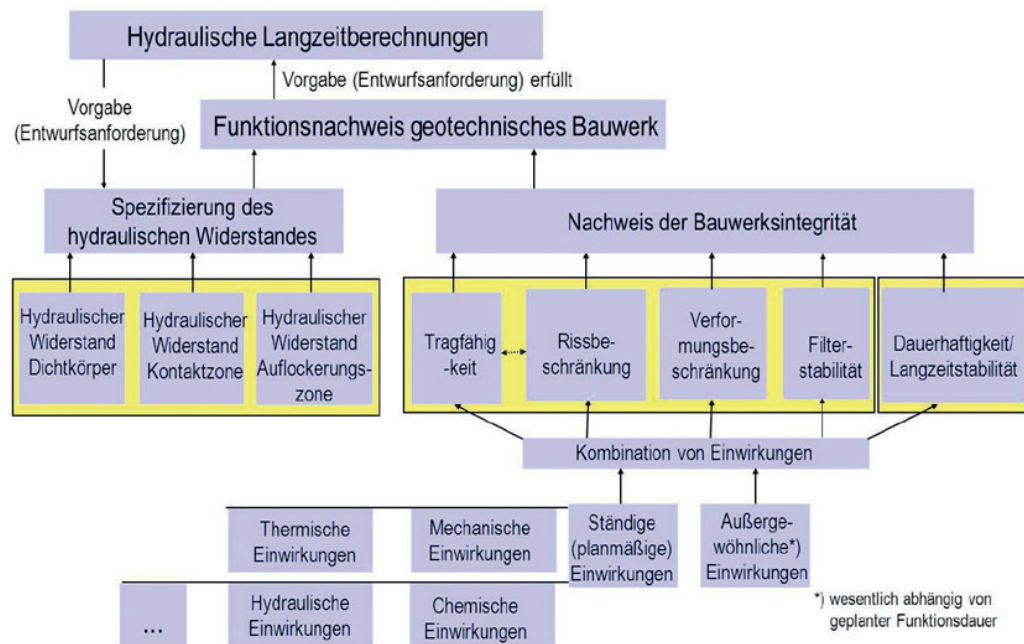 Hydraulische Langzeitberechnungen
Vorgabe (Entwurfsanforderung) erfüllt
Vorgabe
(Entwurfsanforderung)
Funktionsnachweis geotechnisches Bauwerk
Spezifizierung des
hydraulischen Widerstandes
Nachweis der Bauwerksintegrität
Hydraulischer
Widerstand
Dichtkörper
Hydraulischer
Widerstand
Kontaktzone
Hydraulischer
Widerstand
Auflockerungs-
zone
Tragfähig
-keit
Rissbe-
schränkung
Verfor-
mungsbe-
schränkung
Filter-
stabilität
Dauerhaftigkeit/
Langzeitstabilität
Kombination von Einwirkungen
Thermische
Einwirkungen
Mechanische
Einwirkungen
Ständige
(planmäßige)
Einwirkungen
Außerge-
wöhnliche*)
Einwirkungen
...
Hydraulische
Einwirkungen
Chemische
Einwirkungen
*) wesentlich abhängig von
geplanter Funktionsdauer